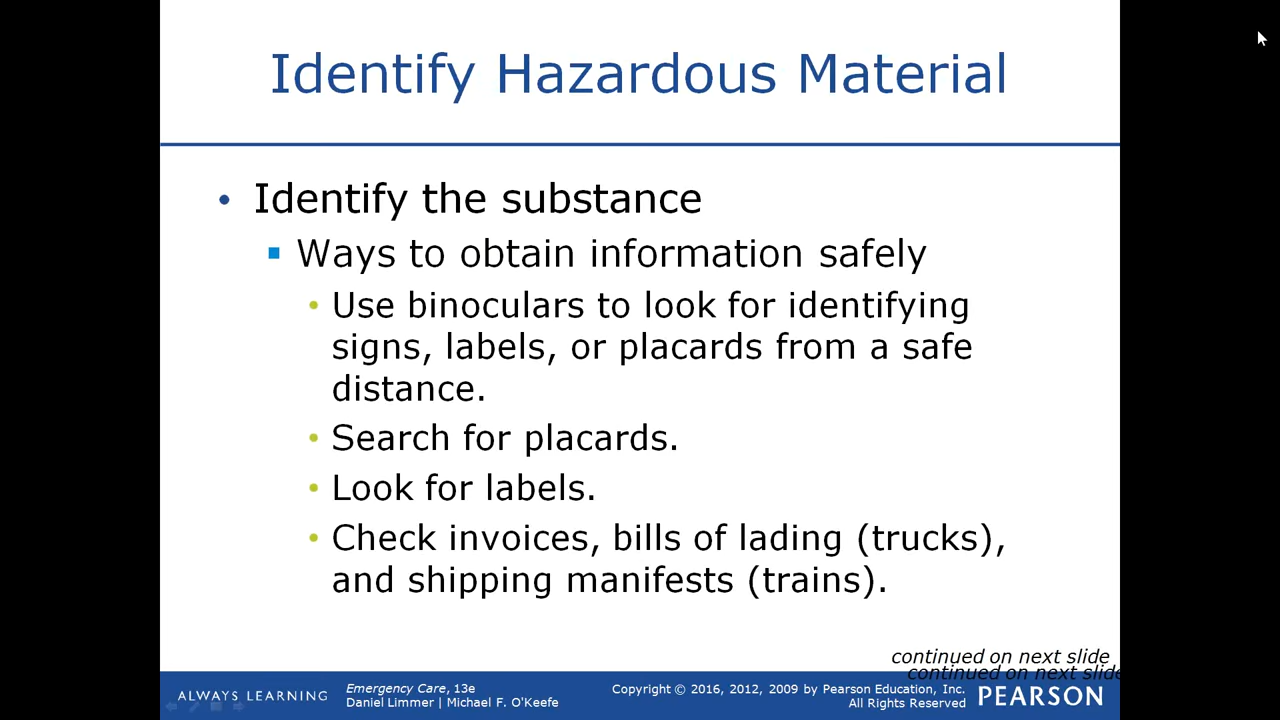 Identify Hazardous Material
• Identify the substance
▪ Ways to obtain information safely
• Use binoculars to look for identifying
signs, labels, or placards from a safe
distance.
• Search for placards.
• Look for labels.
• Check invoices, bills of lading (trucks),
and shipping manifests (trains).
continued on next slide
continued on next slide
ALWAYS LEARNING
Emergency Care, 13e
Daniel Limmer | Michael F. O'Keefe
Copyright © 2016, 2012, 2009 by Pearson Education, Inc.
All Rights Reserved
PEARSON